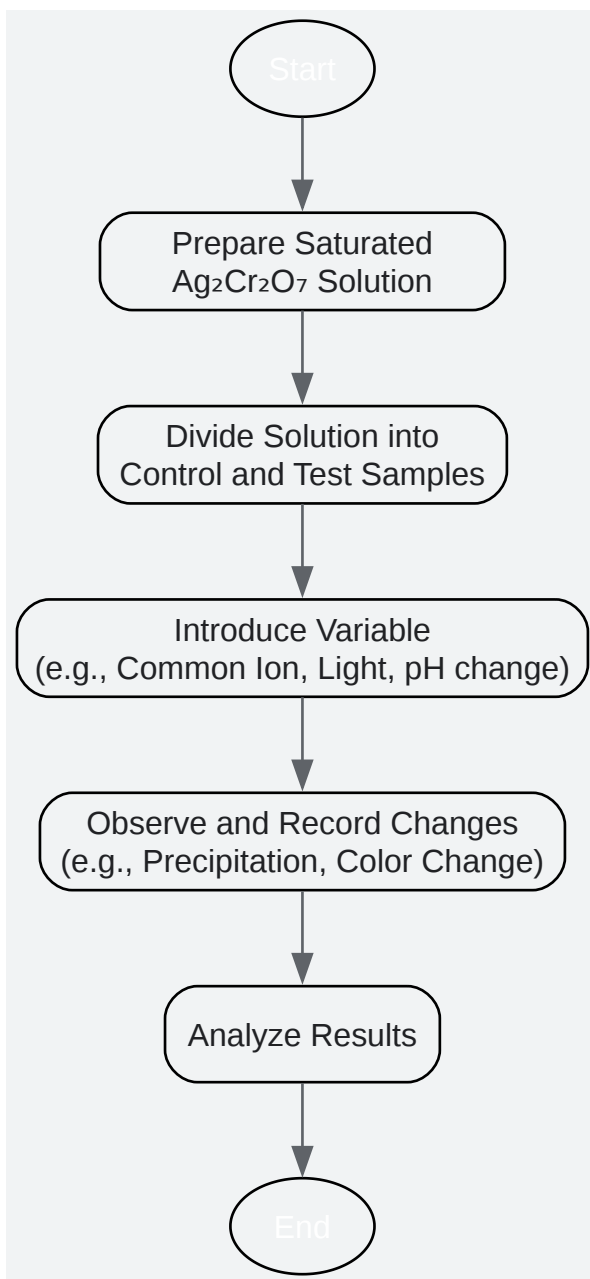 Start
Prepare Saturated
Ag₂Cr₂O₇ Solution
Divide Solution into
Control and Test Samples
Introduce Variable
(e.g., Common Ion, Light, pH change)
Observe and Record Changes
(e.g., Precipitation, Color Change)
Analyze Results
End